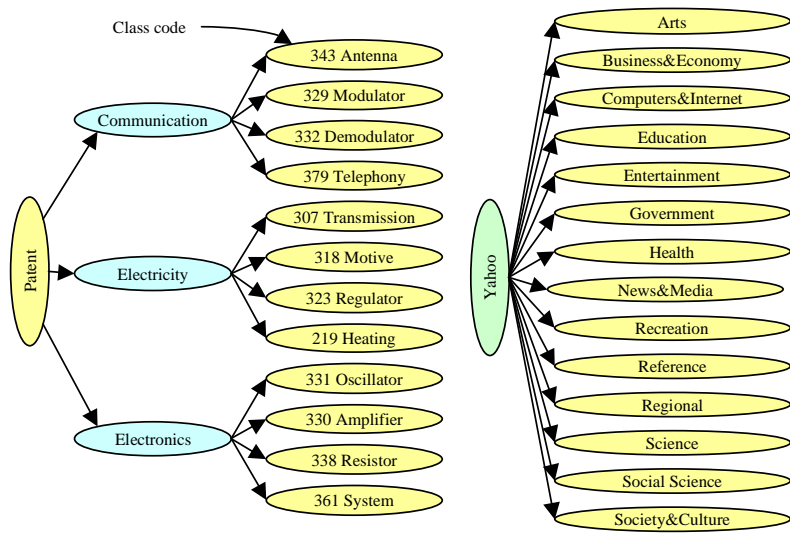 Class code
Patent
Communication
343 Antenna
329 Modulator
332 Demodulator
379 Telephony
Electricity
307 Transmission
318 Motive
323 Regulator
219 Heating
Electronics
331 Oscillator
330 Amplifier
338 Resistor
361 System
Yahoo
Arts
Business&Economy
Computers&Internet
Education
Entertainment
Government
Health
News&Media
Recreation
Reference
Regional
Science
Social Science
Society&Culture